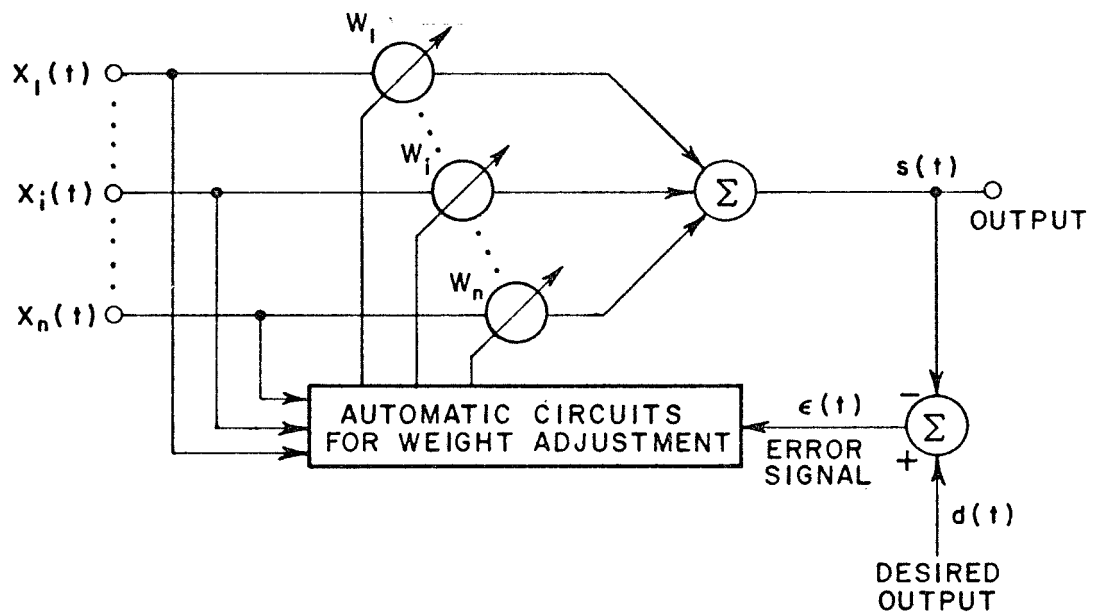 W₁
X₁(t)
Wᵢ
s(t)
Xᵢ(t)
Σ
OUTPUT
Wₙ
Xₙ(t)
AUTOMATIC CIRCUITS
FOR WEIGHT ADJUSTMENT
ϵ(t)
ERROR
SIGNAL
−
Σ
+
d(t)
DESIRED
OUTPUT